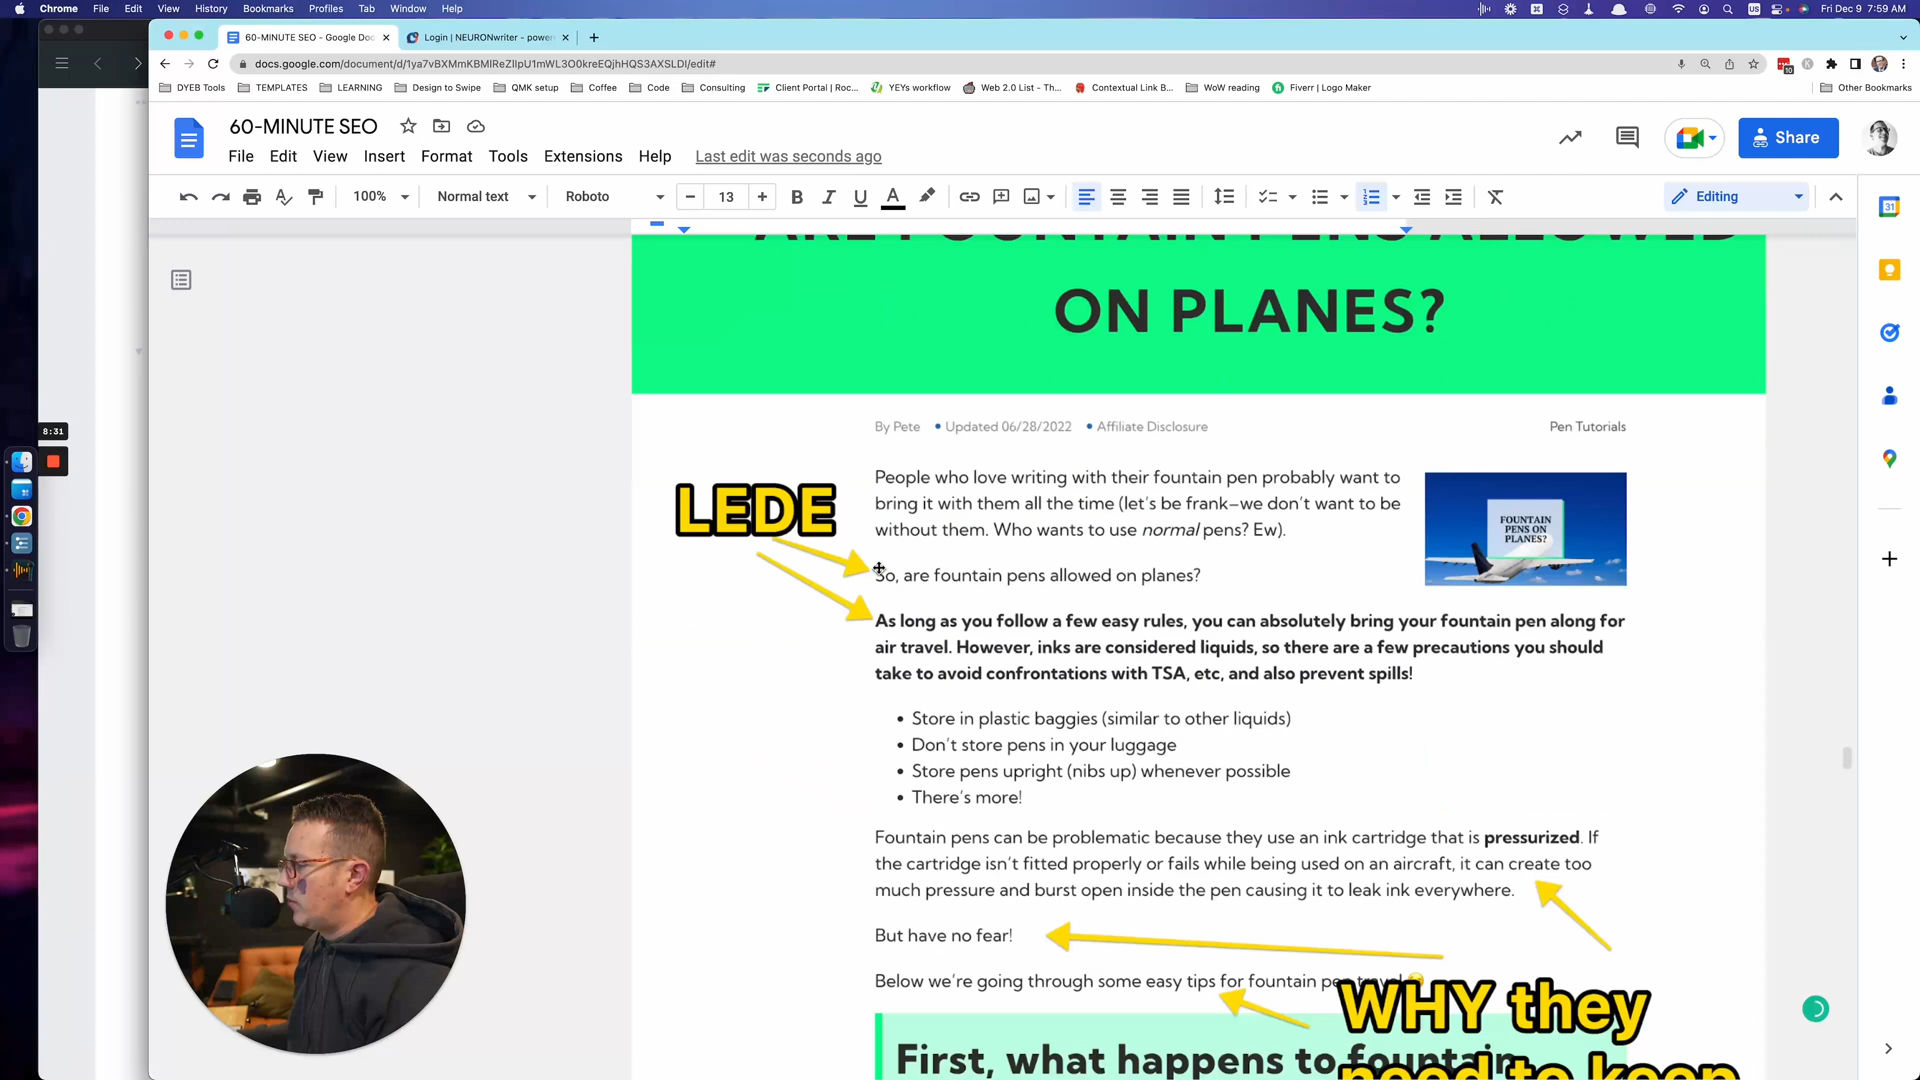 Chrome File Edit View History Bookmarks Profiles Tab Window Help
Fri Dec 9 7:59 AM
60-MINUTE SEO - Google Doc
Login | NEURONwriter - powe
docs.google.com/document/d/1ya7vBXMmKBMIReZIlpU1mWL3O0kreEQjhHQS3AXSLDI/edit#
10
DYEB Tools TEMPLATES LEARNING Design to Swipe QMK setup Coffee Code Consulting Client Portal | Roc... YEYs workflow Web 2.0 List - Th... Contextual Link B... WoW reading Fiverr | Logo Maker Other Bookmarks
60-MINUTE SEO
Share
File Edit View Insert Format Tools Extensions Help Last edit was seconds ago
100% Normal text Roboto 13 B I U A Editing
31
ARE FOUNTAIN PENS ALLOWED
ON PLANES?
8:31
By Pete • Updated 06/28/2022 • Affiliate Disclosure Pen Tutorials
LEDE
People who love writing with their fountain pen probably want to
bring it with them all the time (let's be frank–we don't want to be
without them. Who wants to use normal pens? Ew).
FOUNTAIN
PENS ON
PLANES?
So, are fountain pens allowed on planes?
As long as you follow a few easy rules, you can absolutely bring your fountain pen along for
air travel. However, inks are considered liquids, so there are a few precautions you should
take to avoid confrontations with TSA, etc, and also prevent spills!
• Store in plastic baggies (similar to other liquids)
• Don't store pens in your luggage
• Store pens upright (nibs up) whenever possible
• There's more!
Fountain pens can be problematic because they use an ink cartridge that is pressurized. If
the cartridge isn't fitted properly or fails while being used on an aircraft, it can create too
much pressure and burst open inside the pen causing it to leak ink everywhere.
But have no fear!
Below we're going through some easy tips for fountain pen travel
WHY they
need to keep
First, what happens to fountain